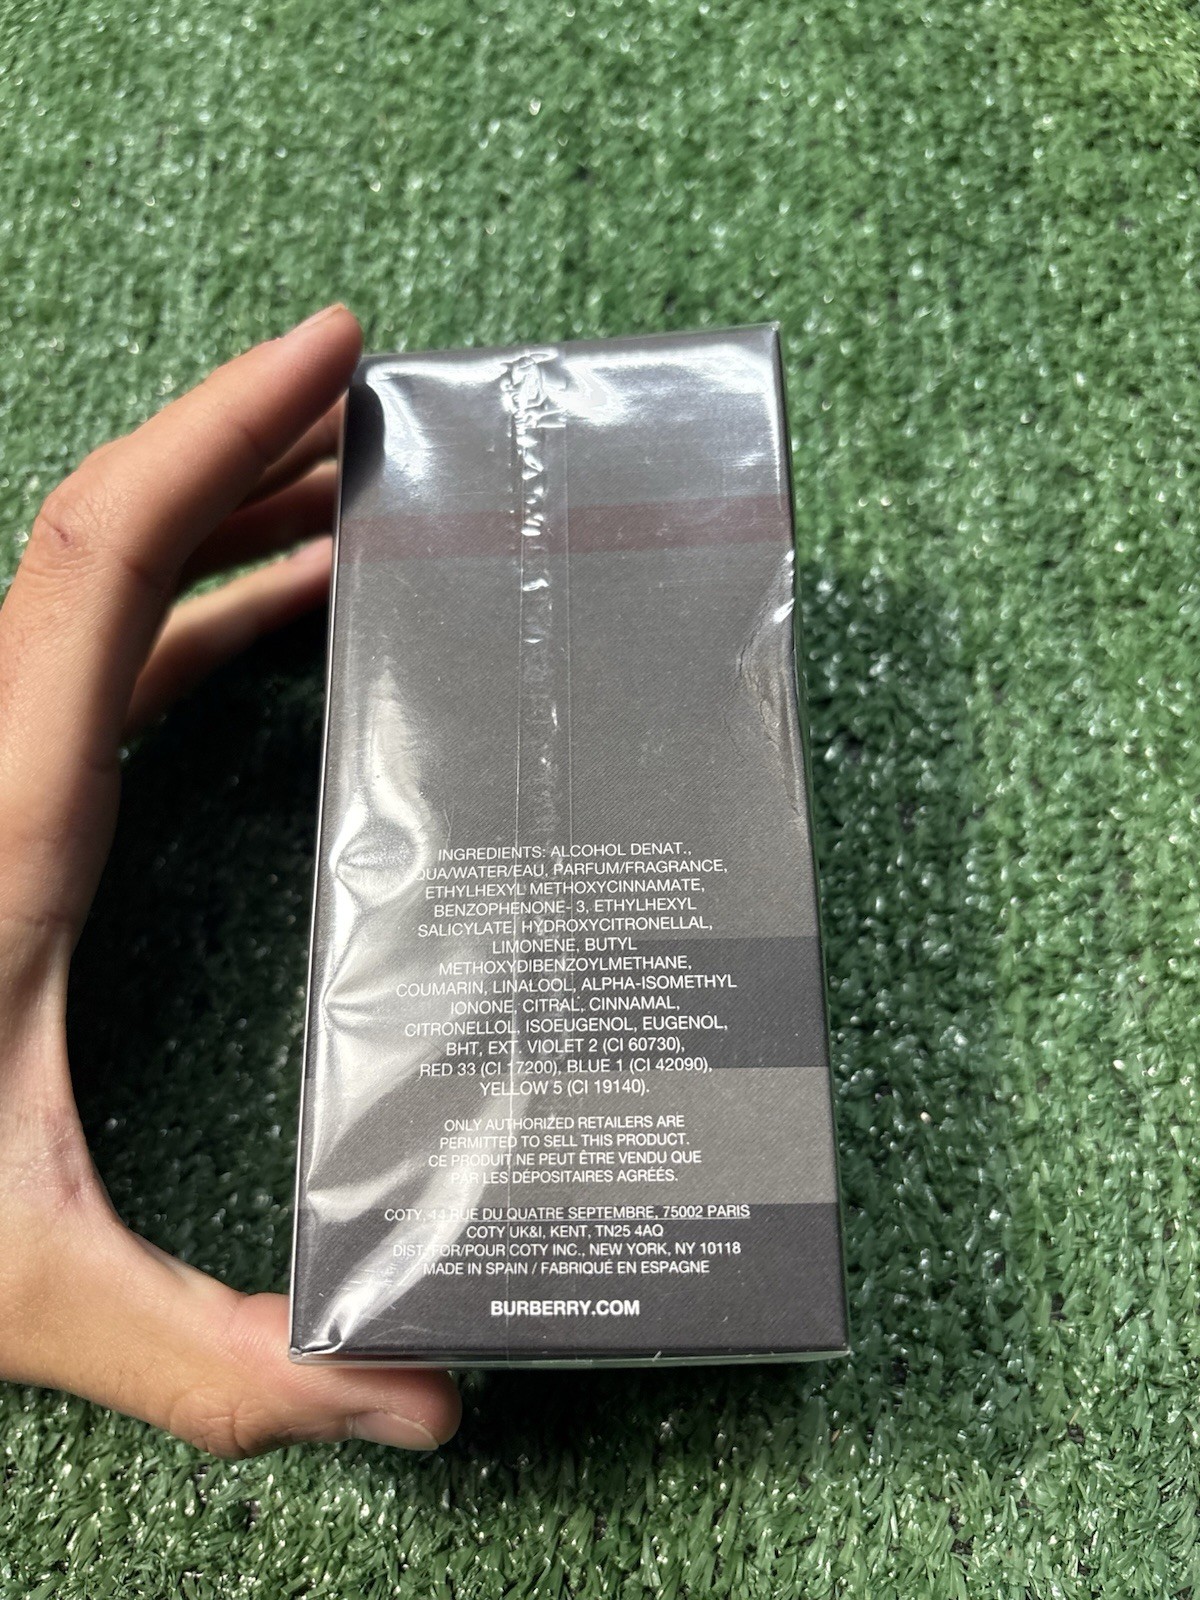 INGREDIENTS: ALCOHOL DENAT.,
QUA/WATER/EAU, PARFUM/FRAGRANCE,
ETHYLHEXYL METHOXYCINNAMATE,
BENZOPHENONE- 3, ETHYLHEXYL
SALICYLATE, HYDROXYCITRONELLAL,
LIMONENE, BUTYL
METHOXYDIBENZOYLMETHANE,
COUMARIN, LINALOOL, ALPHA-ISOMETHYL
IONONE, CITRAL, CINNAMAL,
CITRONELLOL, ISOEUGENOL, EUGENOL,
BHT, EXT. VIOLET 2 (CI 60730),
RED 33 (CI 17200), BLUE 1 (CI 42090),
YELLOW 5 (CI 19140).
ONLY AUTHORIZED RETAILERS ARE
PERMITTED TO SELL THIS PRODUCT.
CE PRODUIT NE PEUT ÊTRE VENDU QUE
PAR LES DÉPOSITAIRES AGRÉÉS.
COTY, 14 RUE DU QUATRE SEPTEMBRE, 75002 PARIS
COTY UK&I, KENT, TN25 4AQ
DIST. FOR/POUR COTY INC., NEW YORK, NY 10118
MADE IN SPAIN / FABRIQUÉ EN ESPAGNE
BURBERRY.COM